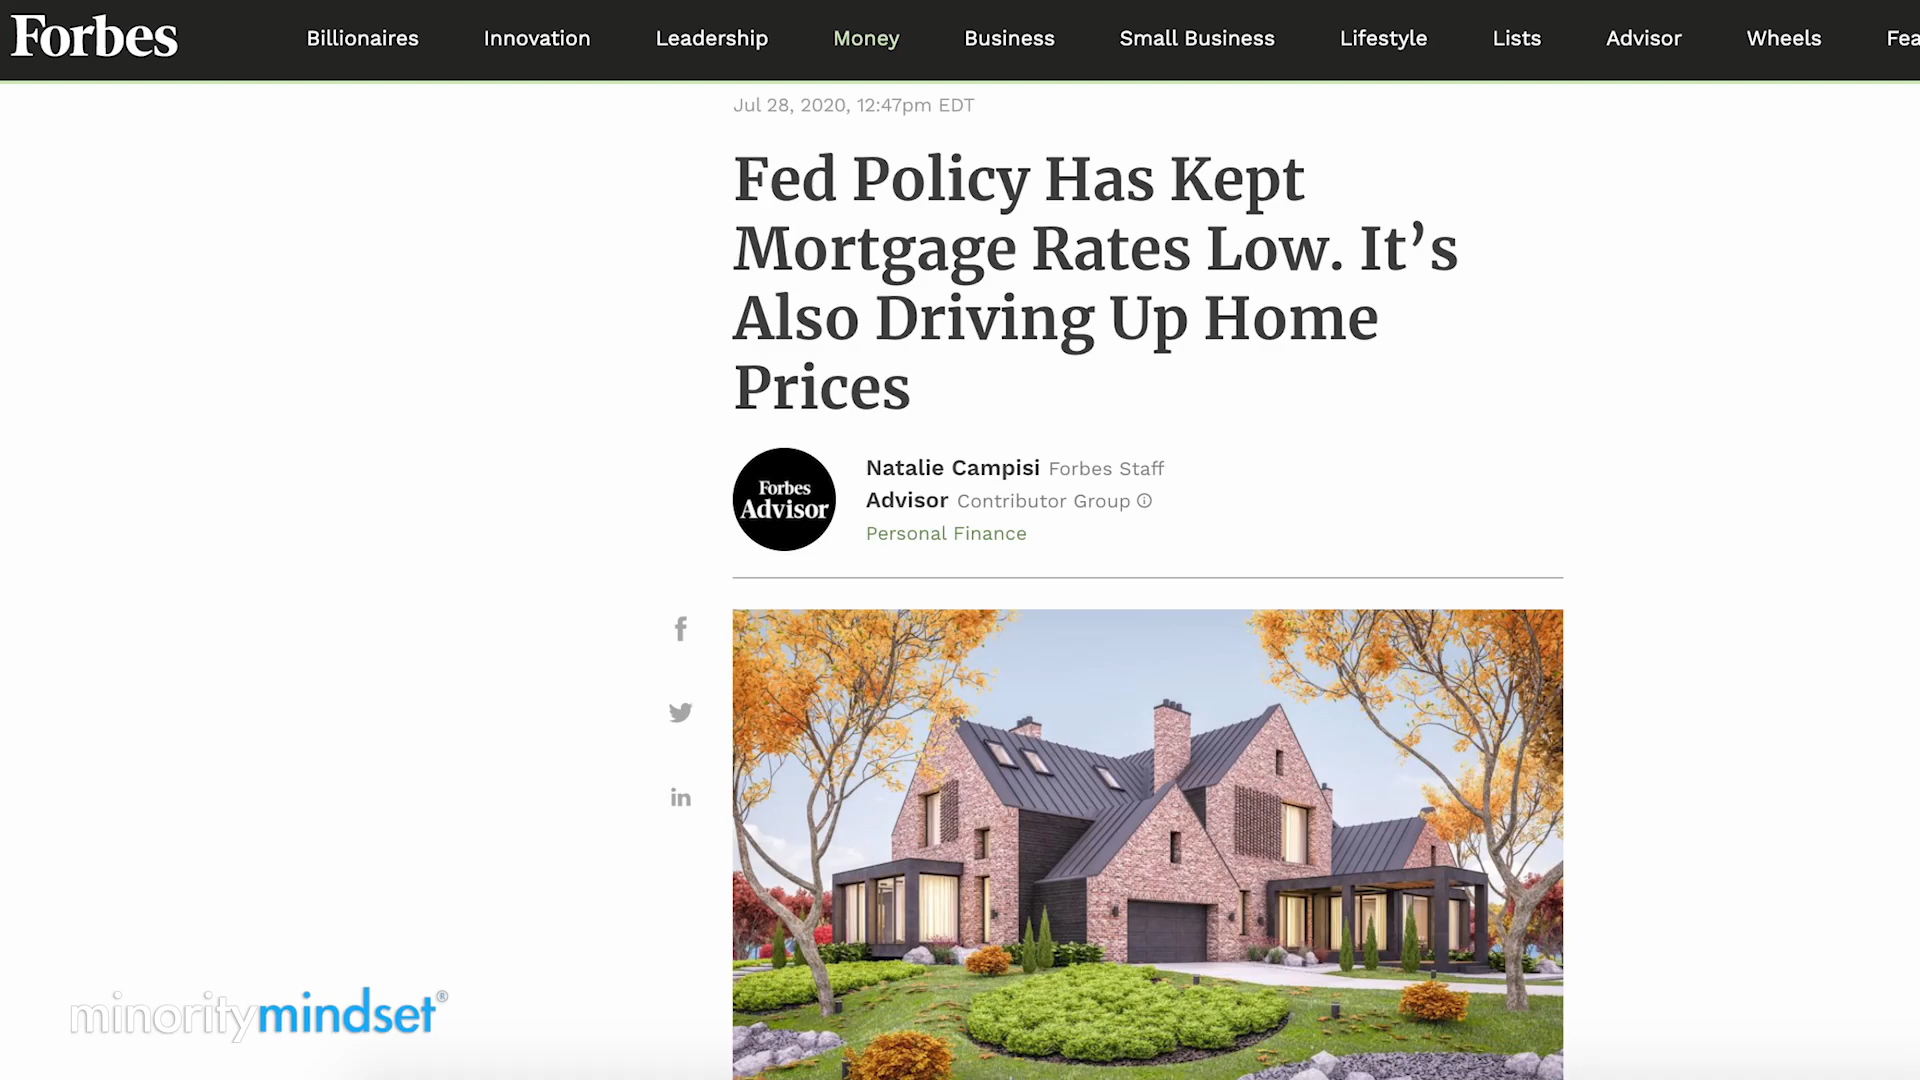 Forbes Billionaires Innovation Leadership Money Business Small Business Lifestyle Lists Advisor Wheels Fea
Jul 28, 2020, 12:47pm EDT
Fed Policy Has Kept
Mortgage Rates Low. It’s
Also Driving Up Home
Prices
Forbes
Advisor
Natalie Campisi Forbes Staff
Advisor Contributor Group
Personal Finance
f
in
minoritymindset®